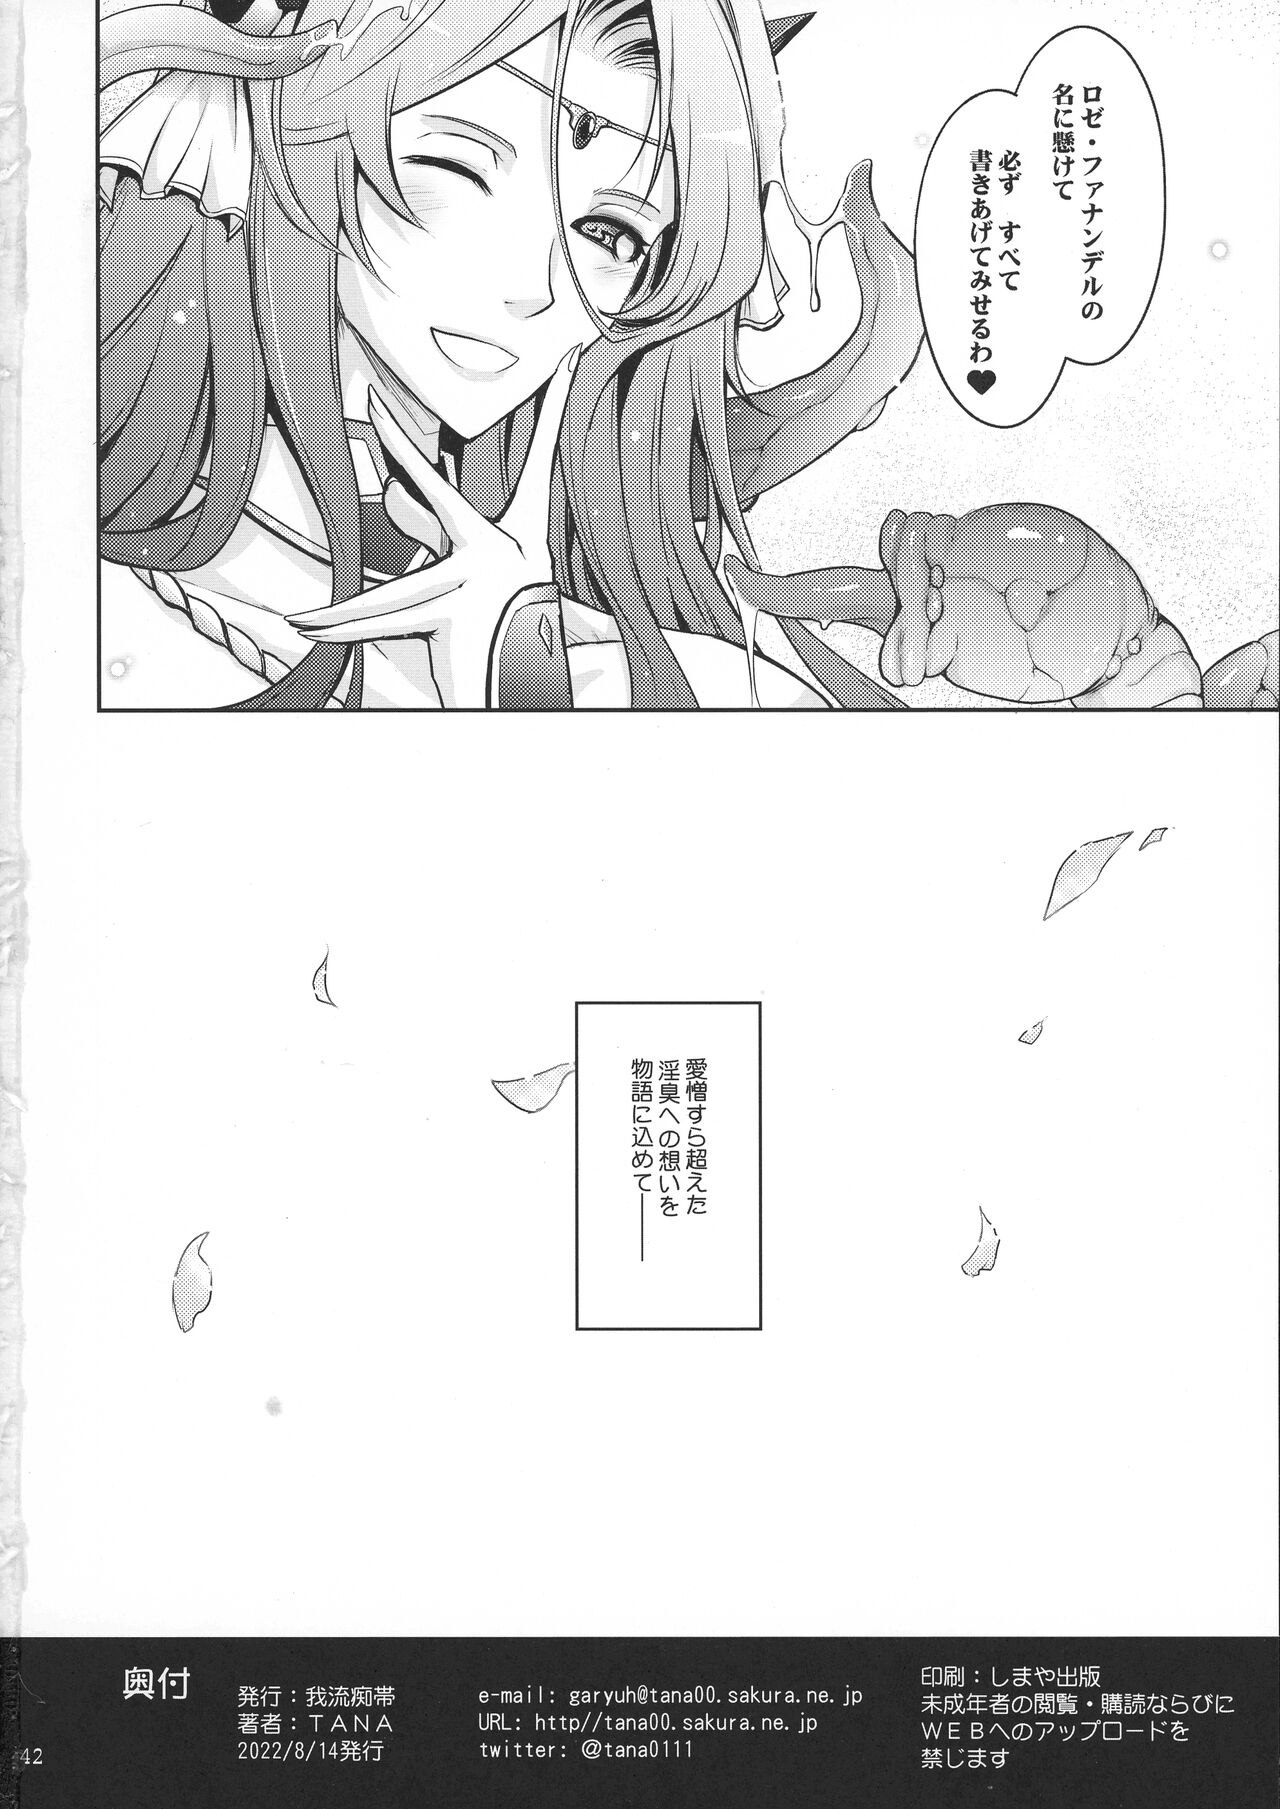 ロゼ・ファナンデルの
名に懸けて
必ず すべて
書きあげてみせるわ♥
愛憎すら超えた
淫臭への想いを
物語に込めて――
奥付
発行：我流痴帯
著者：ＴＡＮＡ
2022/8/14発行
e-mail: garyuh@tana00.sakura.ne.jp
URL: http//tana00.sakura.ne.jp
twitter: @tana0111
印刷：しまや出版
未成年者の閲覧・購読ならびに
ＷＥＢへのアップロードを
禁じます
42